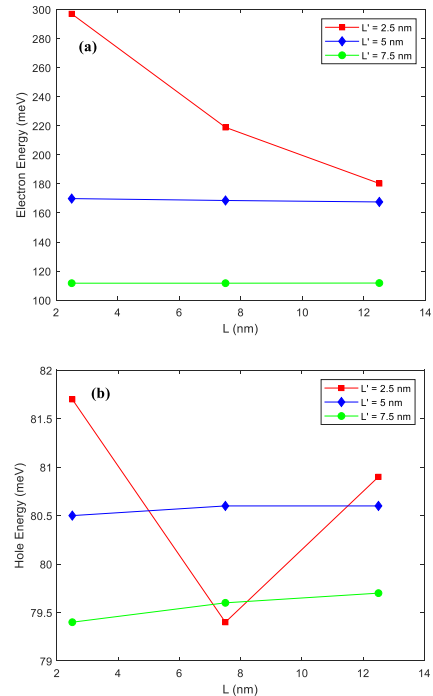 300
280
260
240
220
200
180
160
140
120
100
Electron Energy (meV)
(a)
L' = 2.5 nm
L' = 5 nm
L' = 7.5 nm
2 4 6 8 10 12 14
L (nm)
82
81.5
81
80.5
80
79.5
79
Hole Energy (meV)
(b)
L' = 2.5 nm
L' = 5 nm
L' = 7.5 nm
2 4 6 8 10 12 14
L (nm)